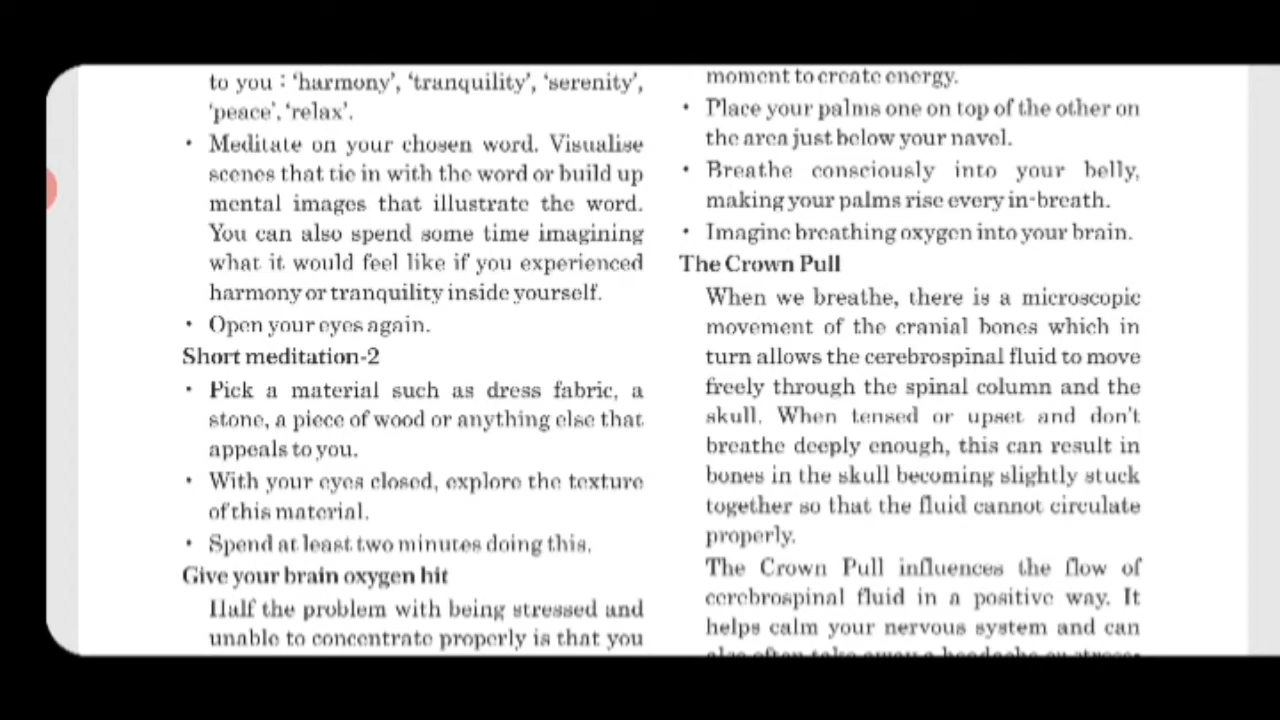 to you : ‘harmony’, ‘tranquility’, ‘serenity’,
‘peace’, ‘relax’.
• Meditate on your chosen word. Visualise
scenes that tie in with the word or build up
mental images that illustrate the word.
You can also spend some time imagining
what it would feel like if you experienced
harmony or tranquility inside yourself.
• Open your eyes again.
Short meditation-2
• Pick a material such as dress fabric, a
stone, a piece of wood or anything else that
appeals to you.
• With your eyes closed, explore the texture
of this material.
• Spend at least two minutes doing this.
Give your brain oxygen hit
Half the problem with being stressed and
unable to concentrate properly is that you
moment to create energy.
• Place your palms one on top of the other on
the area just below your navel.
• Breathe consciously into your belly,
making your palms rise every in-breath.
• Imagine breathing oxygen into your brain.
The Crown Pull
When we breathe, there is a microscopic
movement of the cranial bones which in
turn allows the cerebrospinal fluid to move
freely through the spinal column and the
skull. When tensed or upset and don’t
breathe deeply enough, this can result in
bones in the skull becoming slightly stuck
together so that the fluid cannot circulate
properly.
The Crown Pull influences the flow of
cerebrospinal fluid in a positive way. It
helps calm your nervous system and can
also often take away a headache or